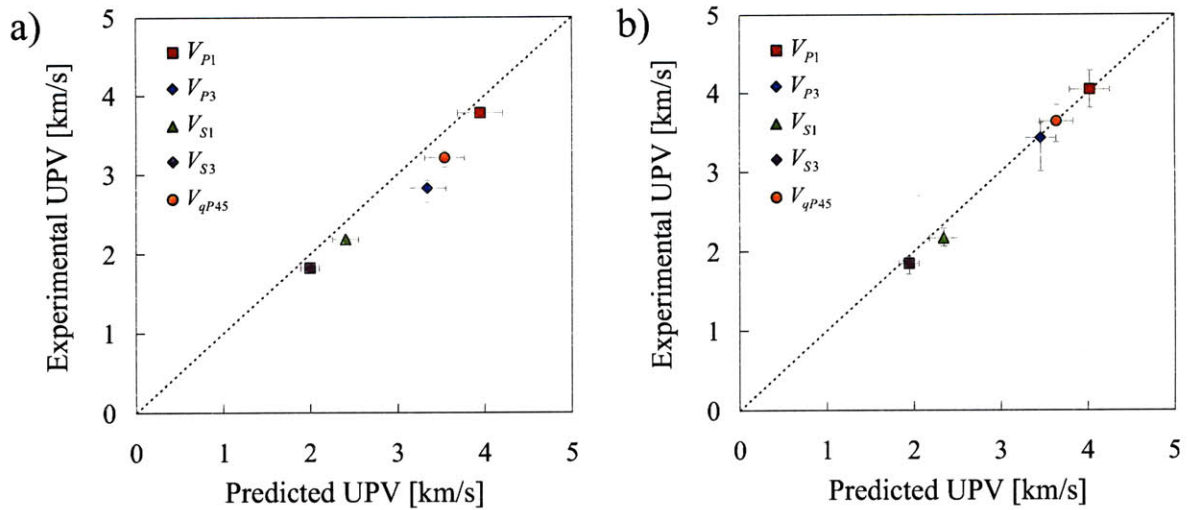 a)
Experimental UPV [km/s]
5
4
3
2
1
0
V_{P1}
V_{P3}
V_{S1}
V_{S3}
V_{qP45}
0 1 2 3 4 5
Predicted UPV [km/s]
b)
Experimental UPV [km/s]
5
4
3
2
1
0
V_{P1}
V_{P3}
V_{S1}
V_{S3}
V_{qP45}
0 1 2 3 4 5
Predicted UPV [km/s]